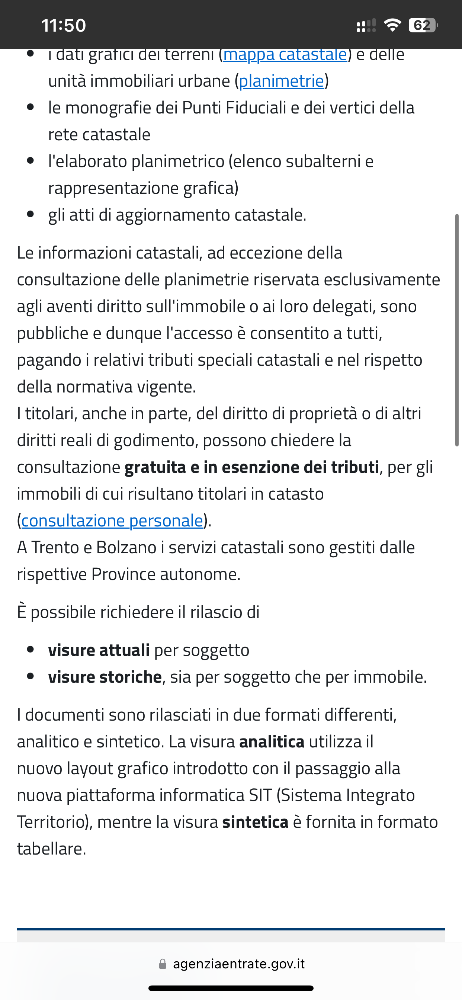 11:50
62
i dati grafici dei terreni (mappa catastale) e delle
unità immobiliari urbane (planimetrie)
le monografie dei Punti Fiduciali e dei vertici della
rete catastale
l'elaborato planimetrico (elenco subalterni e
rappresentazione grafica)
gli atti di aggiornamento catastale.
Le informazioni catastali, ad eccezione della
consultazione delle planimetrie riservata esclusivamente
agli aventi diritto sull'immobile o ai loro delegati, sono
pubbliche e dunque l'accesso è consentito a tutti,
pagando i relativi tributi speciali catastali e nel rispetto
della normativa vigente.
I titolari, anche in parte, del diritto di proprietà o di altri
diritti reali di godimento, possono chiedere la
consultazione gratuita e in esenzione dei tributi, per gli
immobili di cui risultano titolari in catasto
(consultazione personale).
A Trento e Bolzano i servizi catastali sono gestiti dalle
rispettive Province autonome.
È possibile richiedere il rilascio di
visure attuali per soggetto
visure storiche, sia per soggetto che per immobile.
I documenti sono rilasciati in due formati differenti,
analitico e sintetico. La visura analitica utilizza il
nuovo layout grafico introdotto con il passaggio alla
nuova piattaforma informatica SIT (Sistema Integrato
Territorio), mentre la visura sintetica è fornita in formato
tabellare.
agenziaentrate.gov.it